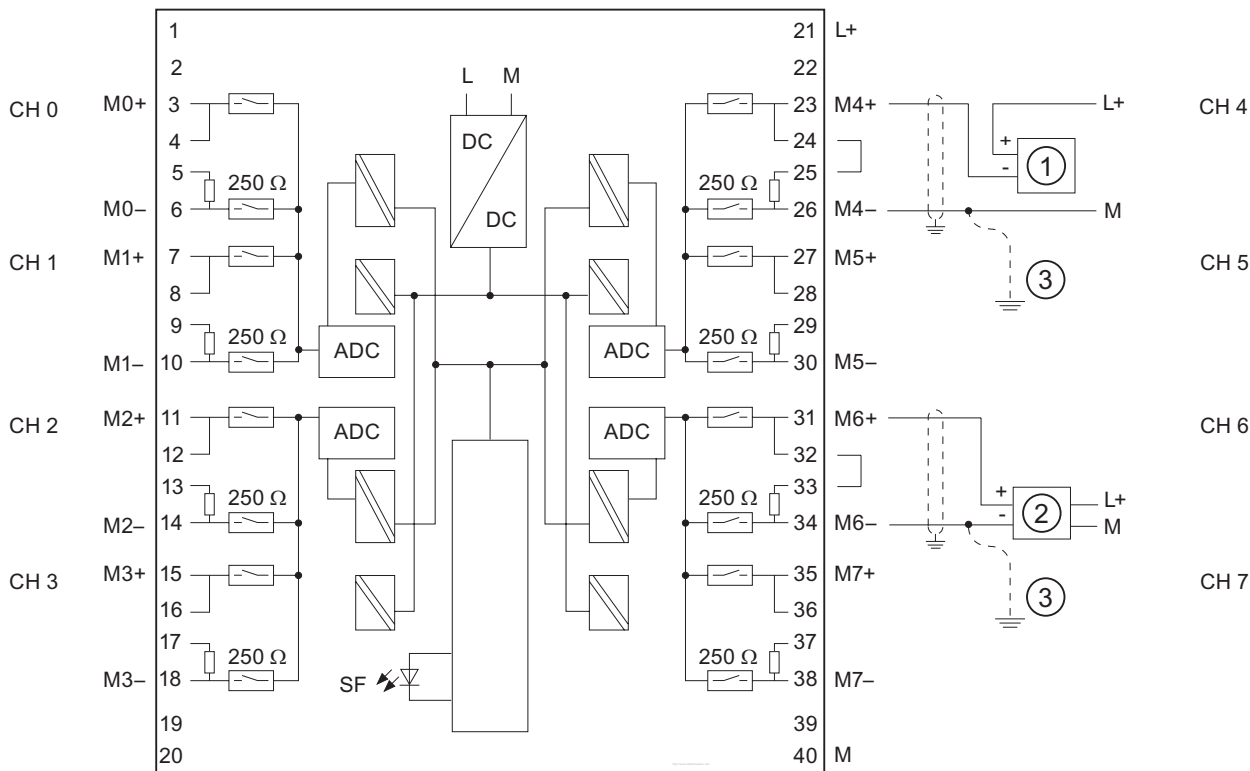 1 21 L+
2 22
L M
CH 0 M0+ 3 23 M4+ L+ CH 4
4 24
DC
+
5 25 - 1
250 Ω 250 Ω
M0– 6 26 M4– M
DC
CH 1 M1+ 7 27 M5+ CH 5
3
8 28
9 29
250 Ω ADC ADC 250 Ω
M1– 10 30 M5–
CH 2 M2+ 11 31 M6+ CH 6
ADC ADC
12 32
13 33
250 Ω 250 Ω + L+
2
M2– 14 34 M6– - M
CH 3 M3+ 15 35 M7+ CH 7
16 36 3
17 37
250 Ω 250 Ω
M3– 18 SF 38 M7–
19 39
20 40 M